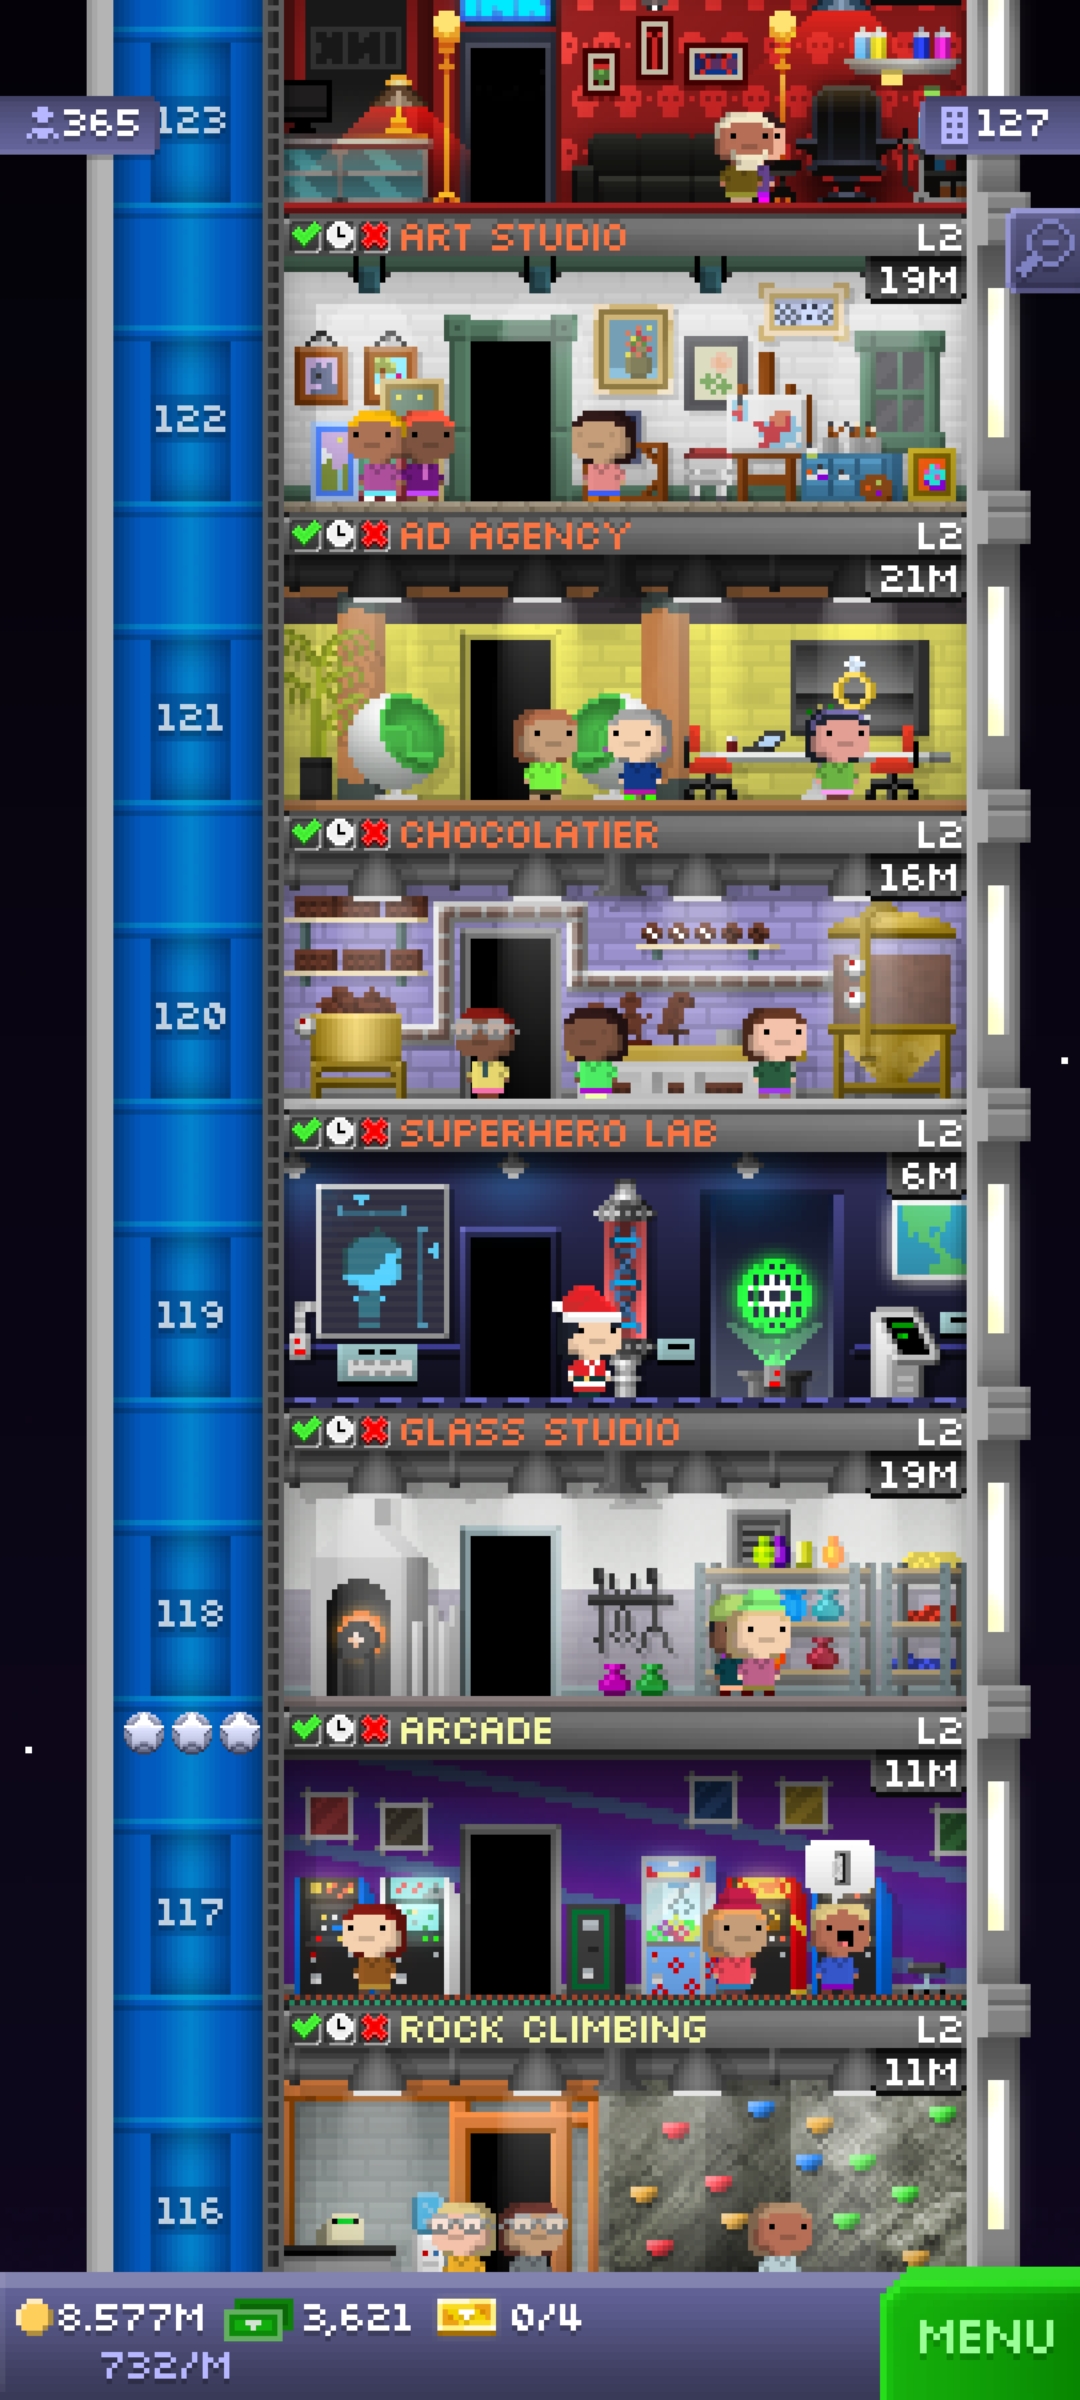 INK
365
123
127
ART STUDIO L2
19M
122
AD AGENCY L2
21M
121
CHOCOLATIER L2
16M
120
SUPERHERO LAB L2
6M
119
GLASS STUDIO L2
19M
118
ARCADE L2
11M
117
ROCK CLIMBING L2
11M
116
8.577M 3,621 0/4
732/M
MENU